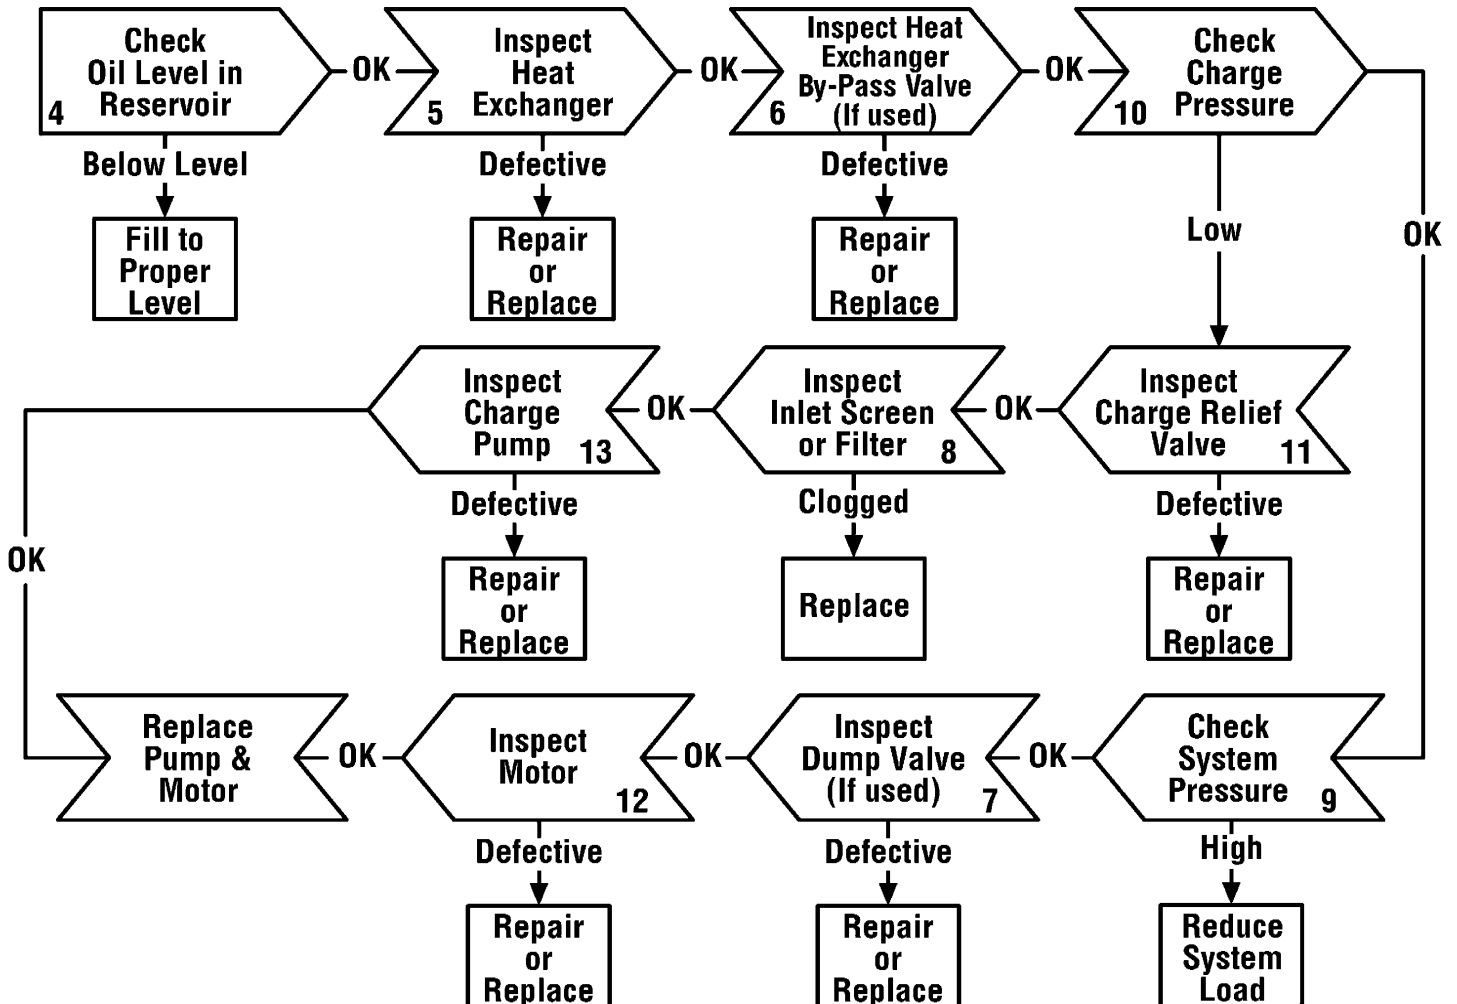 Check
Oil Level in
Reservoir
4
OK
Inspect
Heat
Exchanger
5
OK
Inspect Heat
Exchanger
By-Pass Valve
(If used)
6
OK
Check
Charge
Pressure
10
Below Level
Defective
Defective
Low
OK
Fill to
Proper
Level
Repair
or
Replace
Repair
or
Replace
Inspect
Charge
Pump
13
OK
Inspect
Inlet Screen
or Filter
8
OK
Inspect
Charge Relief
Valve
11
Defective
Clogged
Defective
OK
Repair
or
Replace
Replace
Repair
or
Replace
Replace
Pump &
Motor
OK
Inspect
Motor
12
OK
Inspect
Dump Valve
(If used)
7
OK
Check
System
Pressure
9
Defective
Defective
High
Repair
or
Replace
Repair
or
Replace
Reduce
System
Load